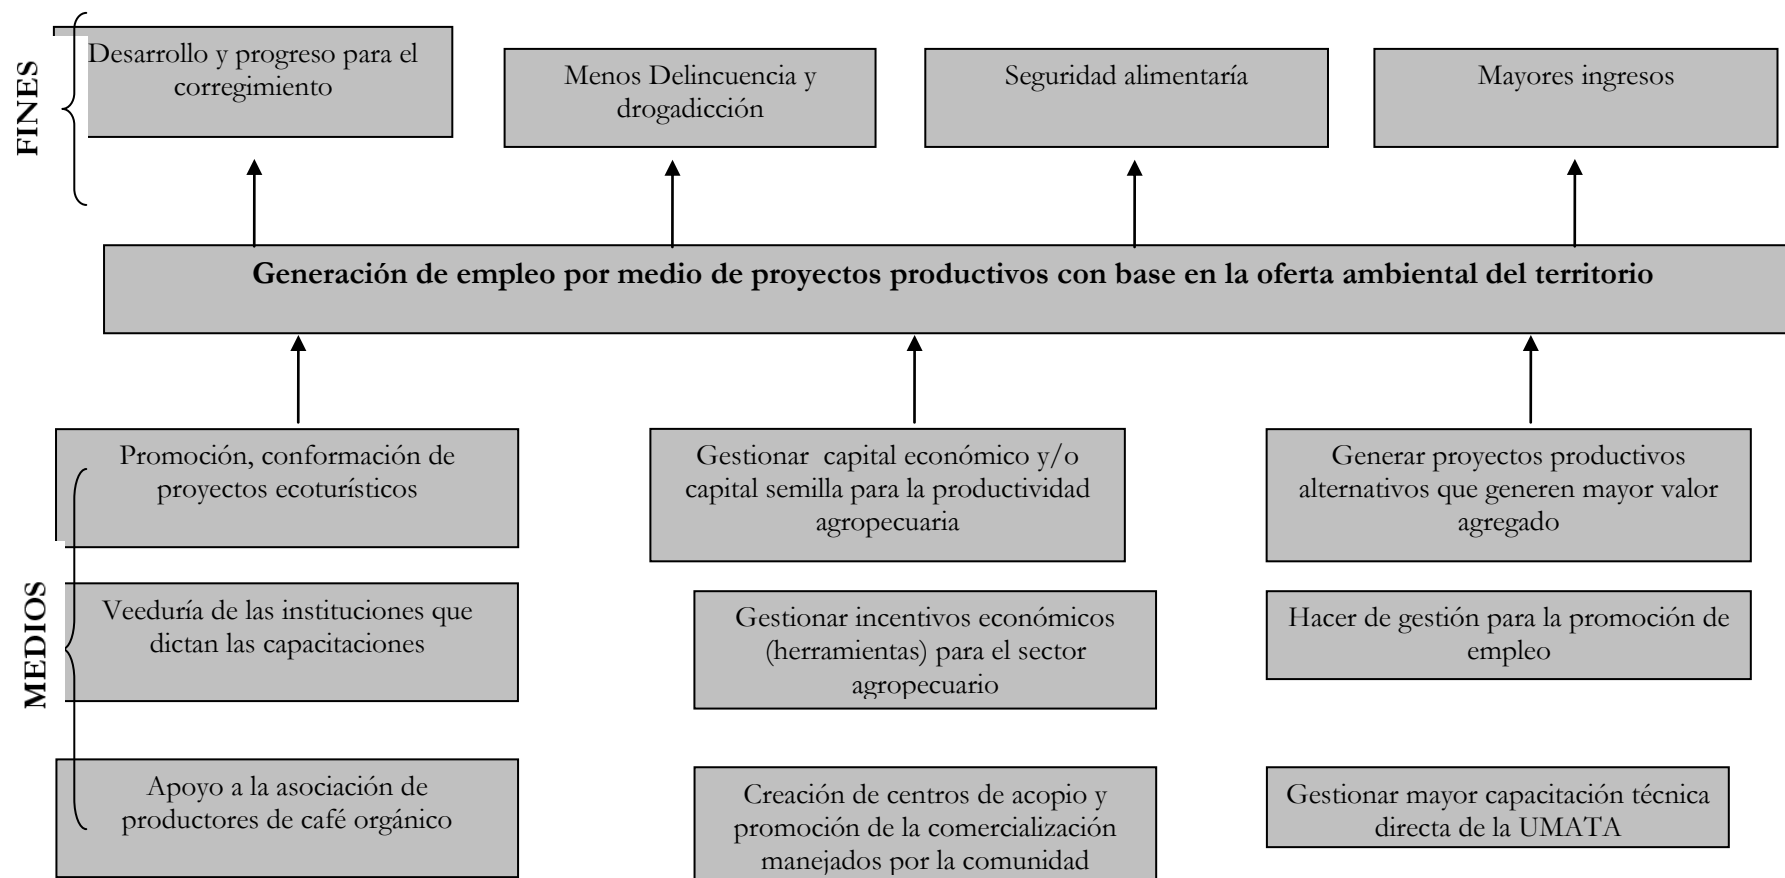 FINES
Desarrollo y progreso para el
corregimiento
Menos Delincuencia y
drogadicción
Seguridad alimentaría
Mayores ingresos
Generación de empleo por medio de proyectos productivos con base en la oferta ambiental del territorio
MEDIOS
Promoción, conformación de
proyectos ecoturísticos
Gestionar capital económico y/o
capital semilla para la productividad
agropecuaria
Generar proyectos productivos
alternativos que generen mayor valor
agregado
Veeduría de las instituciones que
dictan las capacitaciones
Gestionar incentivos económicos
(herramientas) para el sector
agropecuario
Hacer de gestión para la promoción de
empleo
Apoyo a la asociación de
productores de café orgánico
Creación de centros de acopio y
promoción de la comercialización
manejados por la comunidad
Gestionar mayor capacitación técnica
directa de la UMATA